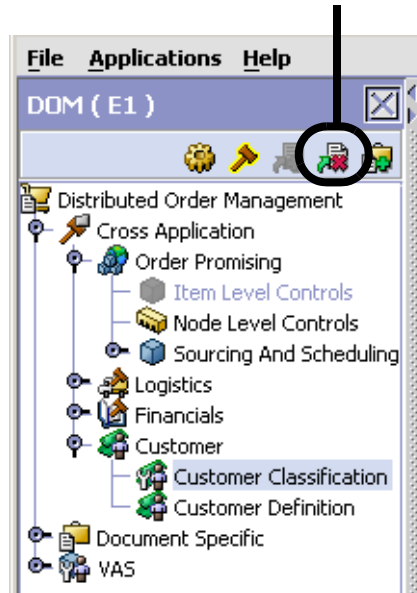 File Applications Help
DOM ( E1 )
Distributed Order Management
Cross Application
Order Promising
Item Level Controls
Node Level Controls
Sourcing And Scheduling
Logistics
Financials
Customer
Customer Classification
Customer Definition
Document Specific
VAS